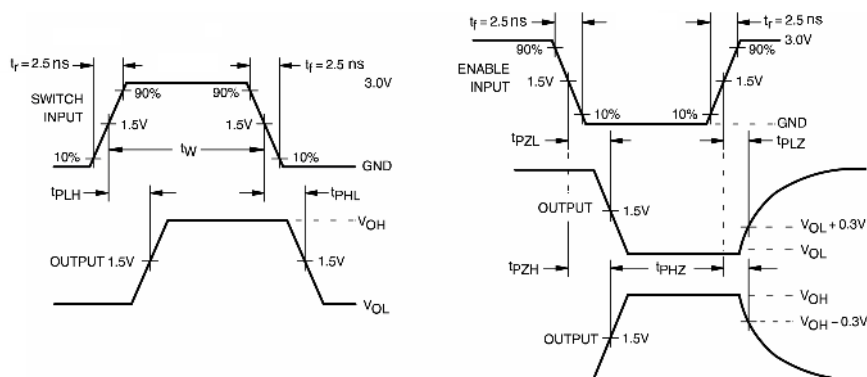 tr = 2.5 ns
tf = 2.5 ns
3.0V
90%
90%
SWITCH
INPUT
1.5V
1.5V
tW
10%
10%
GND
tPLH
tPHL
VOH
OUTPUT 1.5V
1.5V
VOL
tf = 2.5 ns
tr = 2.5 ns
3.0V
90%
90%
ENABLE
INPUT
1.5V
1.5V
10%
10%
GND
tPZL
tPLZ
OUTPUT
1.5V
VOL + 0.3V
VOL
tPZH
tPHZ
VOH
VOH – 0.3V
OUTPUT
1.5V